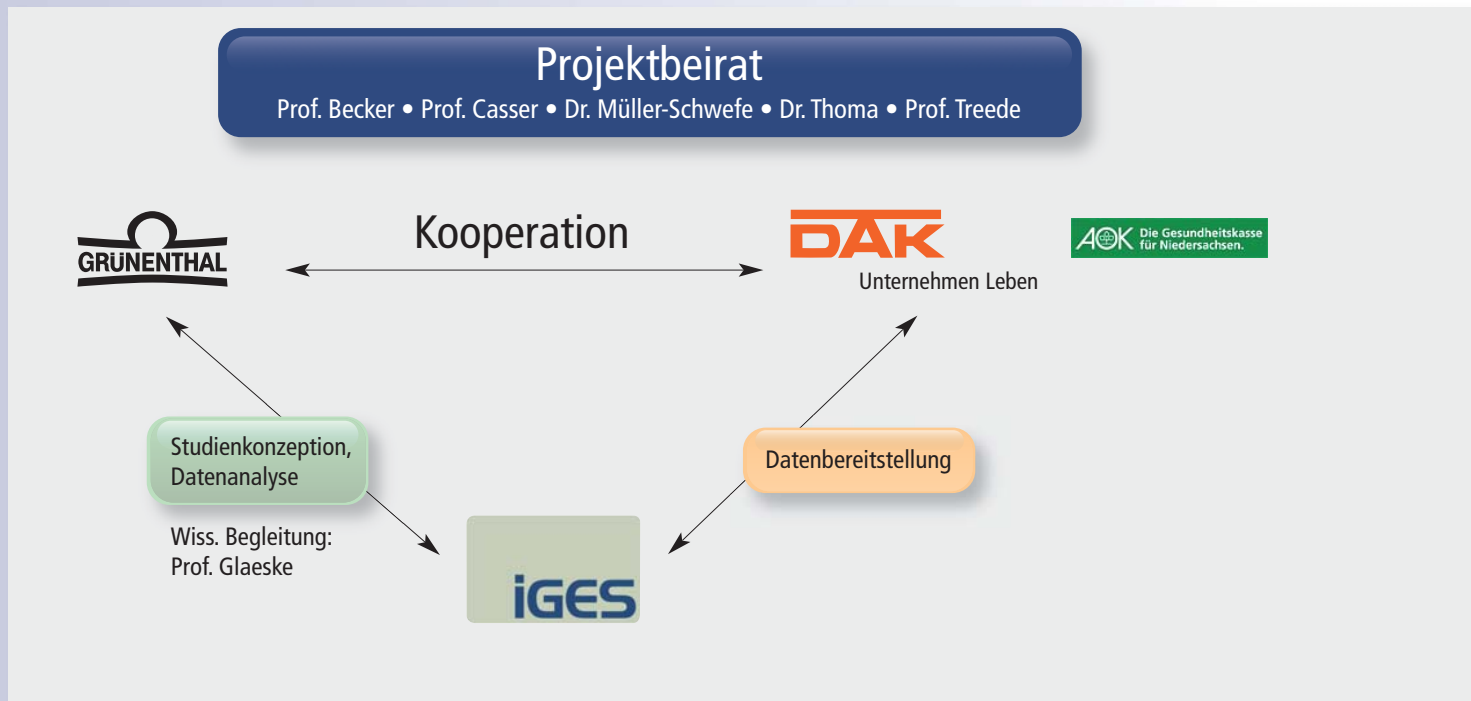 Projektbeirat
Prof. Becker • Prof. Casser • Dr. Müller-Schwefe • Dr. Thoma • Prof. Treede
GRÜNENTHAL
Kooperation
DAK
Unternehmen Leben
AOK Die Gesundheitskasse
für Niedersachsen.
Studienkonzeption,
Datenanalyse
Wiss. Begleitung:
Prof. Glaeske
Datenbereitstellung
iGES